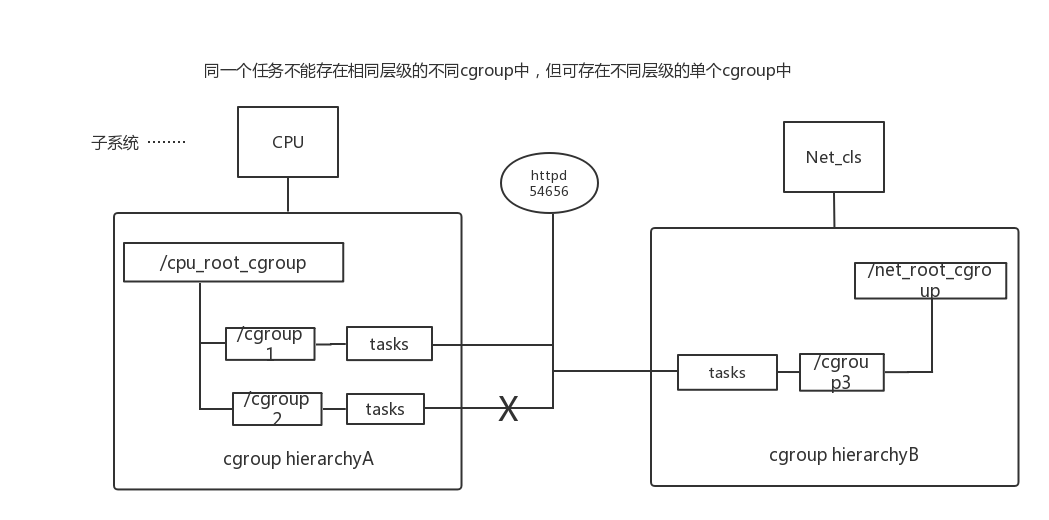 同一个任务不能存在相同层级的不同cgroup中，但可存在不同层级的单个cgroup中
子系统 ········
CPU
Net_cls
httpd
54656
/cpu_root_cgroup
/net_root_cgro
up
/cgroup
1
tasks
tasks
/cgrou
p3
/cgroup
2
tasks
X
cgroup hierarchyA
cgroup hierarchyB